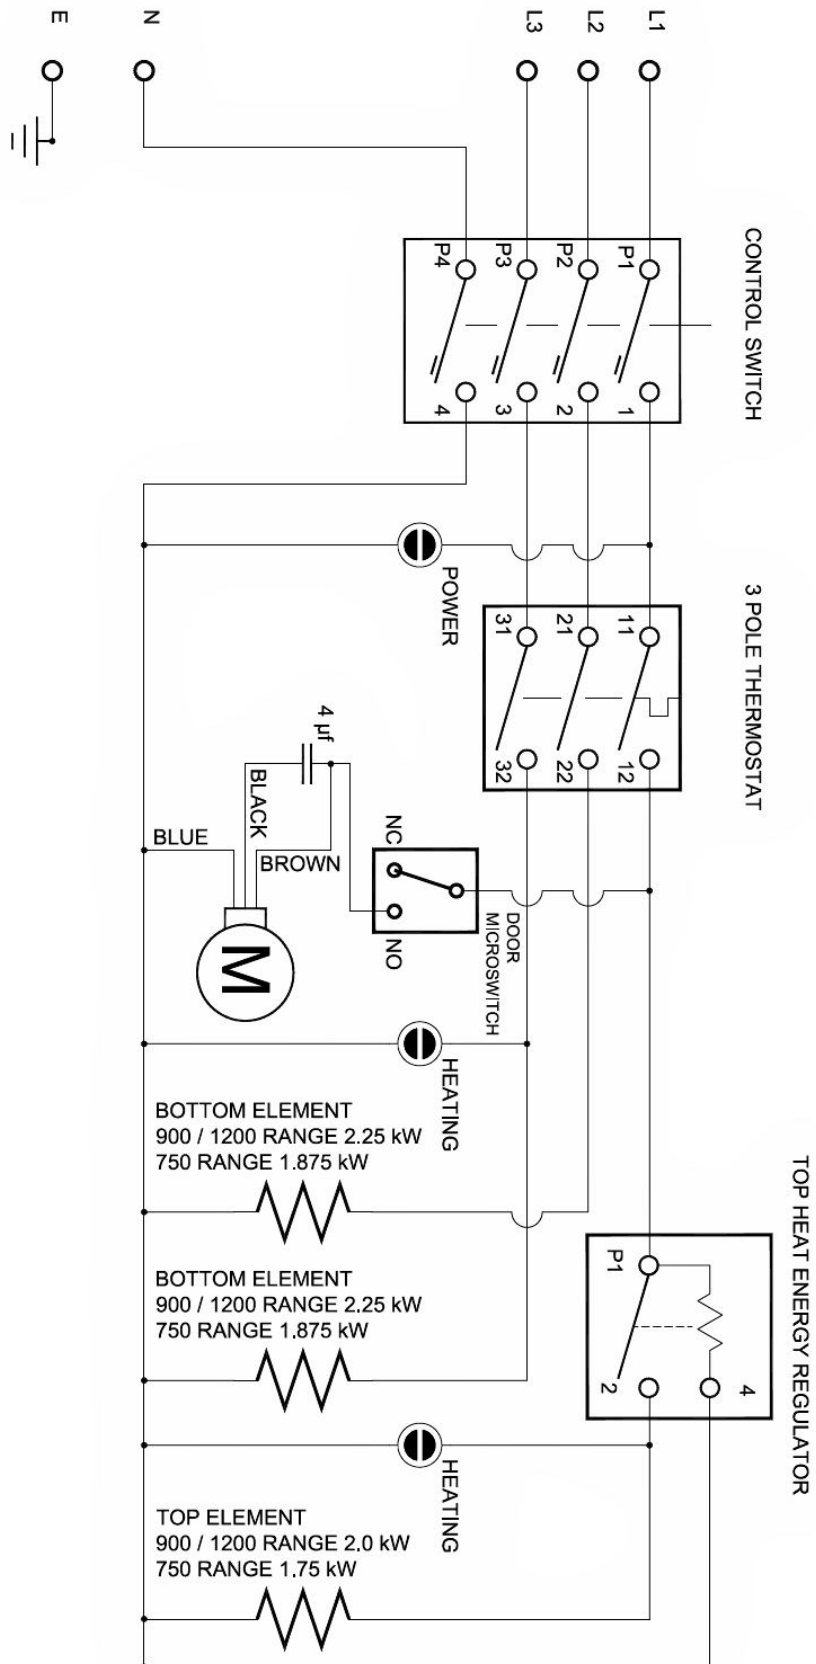 E
N
L3
L2
L1
CONTROL SWITCH
P4
P3
P2
P1
4
3
2
1
POWER
3 POLE THERMOSTAT
31
21
11
32
22
12
4 µf
BLACK
BLUE
BROWN
M
NC
NO
DOOR
MICROSWITCH
HEATING
BOTTOM ELEMENT
900 / 1200 RANGE 2.25 kW
750 RANGE 1.875 kW
BOTTOM ELEMENT
900 / 1200 RANGE 2.25 kW
750 RANGE 1.875 kW
TOP HEAT ENERGY REGULATOR
P1
2
4
HEATING
TOP ELEMENT
900 / 1200 RANGE 2.0 kW
750 RANGE 1.75 kW